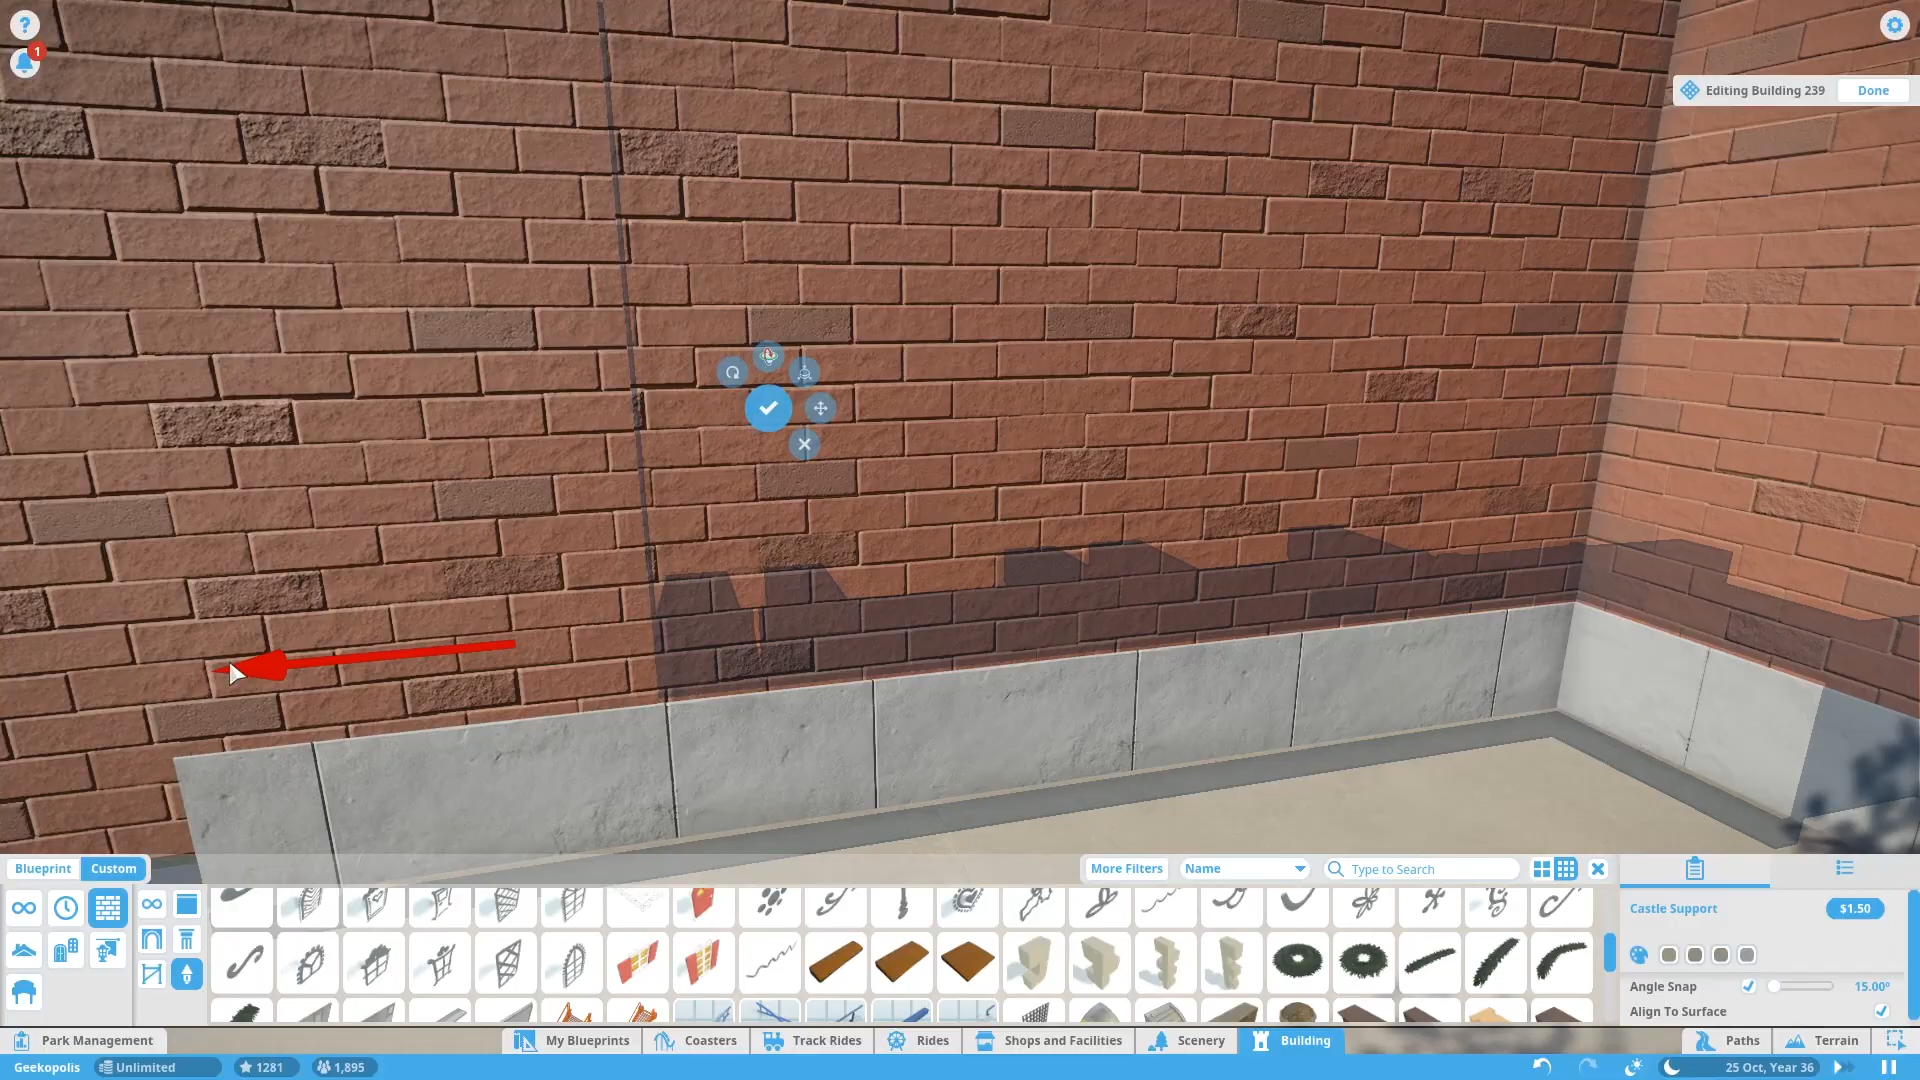 ?
1
Editing Building 239 Done
Blueprint Custom
More Filters Name Type to Search
Castle Support $1.50
Angle Snap 15.00°
Align To Surface
Park Management My Blueprints Coasters Track Rides Rides Shops and Facilities Scenery Building Paths Terrain
Geekopolis Unlimited 1281 1,895 25 Oct, Year 36